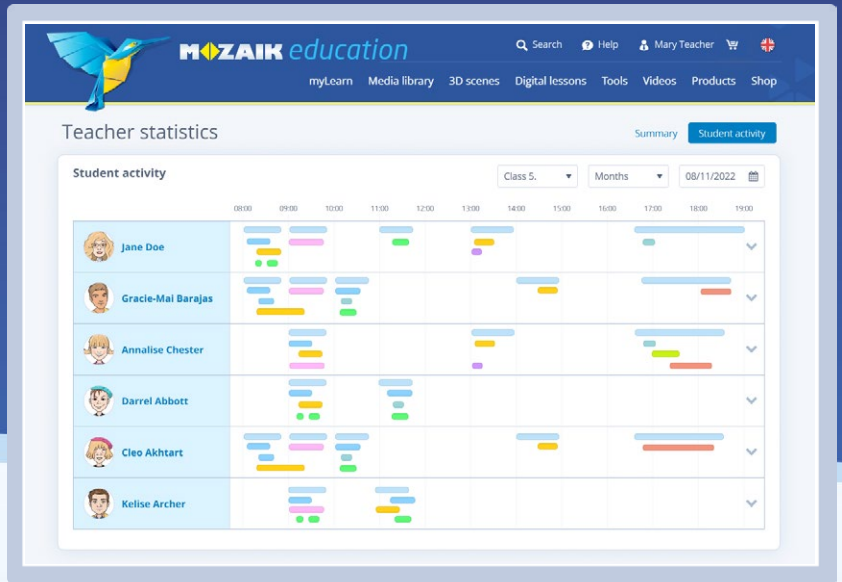 MOZAIK education
Search Help Mary Teacher
myLearn Media library 3D scenes Digital lessons Tools Videos Products Shop
Teacher statistics
Summary Student activity
Student activity
Class 5. Months 08/11/2022
08:00 09:00 10:00 11:00 12:00 13:00 14:00 15:00 16:00 17:00 18:00 19:00
Jane Doe
Gracie-Mai Barajas
Annalise Chester
Darrel Abbott
Cleo Akhtart
Kelise Archer